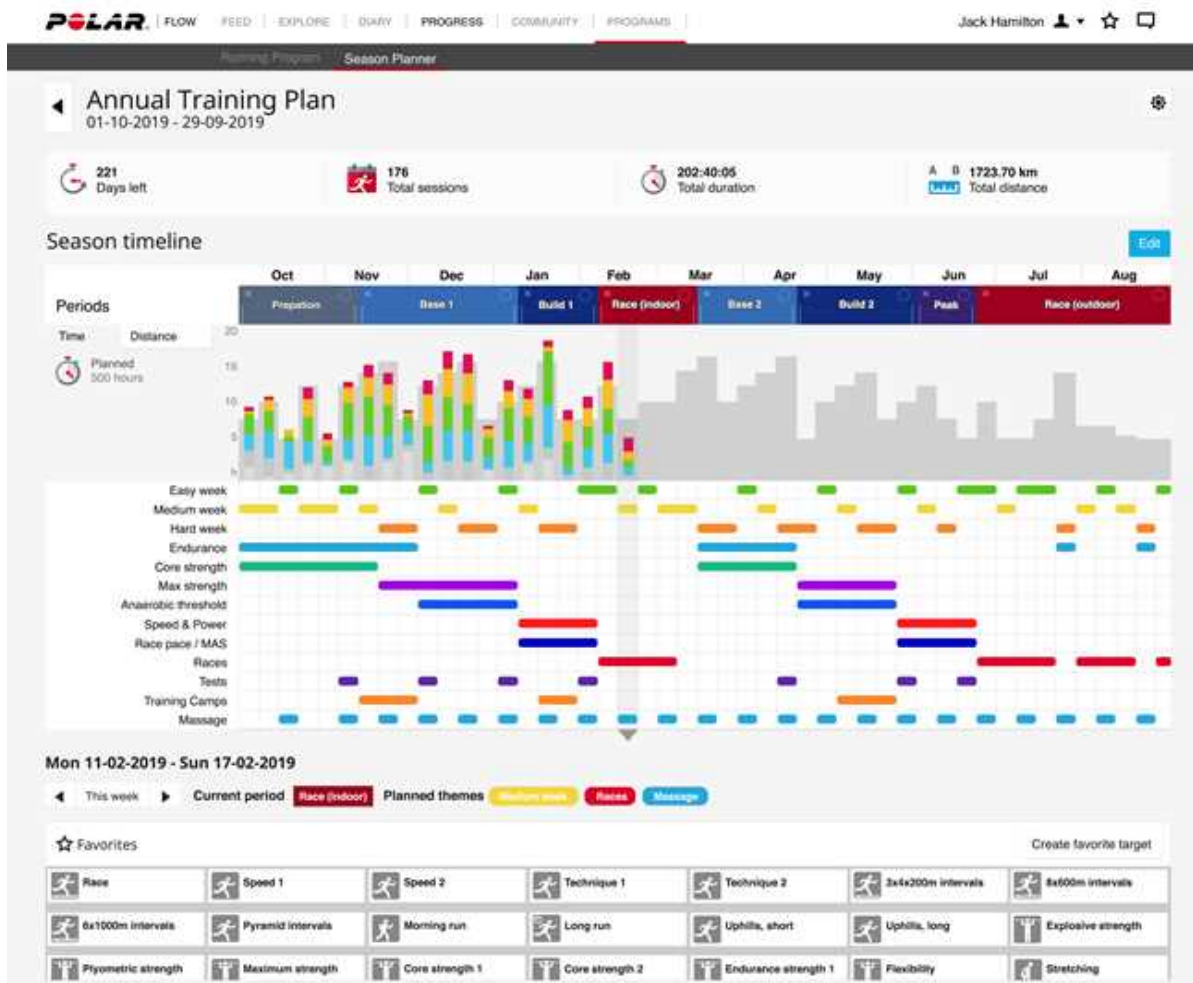 POLAR. FLOW FEED EXPLORE DIARY PROGRESS COMMUNITY PROGRAMS Jack Hamilton
Running Program Season Planner
Annual Training Plan
01-10-2019 - 29-09-2019
221 176 202:40:05 A B 1723.70 km
Days left Total sessions Total duration Total distance
Season timeline Edit
Oct Nov Dec Jan Feb Mar Apr May Jun Jul Aug
Periods Prepation Base 1 Build 1 Race (indoor) Base 2 Build 2 Peak Race (outdoor)
Time Distance 20
Planned
500 hours 15
10
5
h
Easy week
Medium week
Hard week
Endurance
Core strength
Max strength
Anaerobic threshold
Speed & Power
Race pace / MAS
Races
Tests
Training Camps
Massage
Mon 11-02-2019 - Sun 17-02-2019
This week Current period Race (indoor) Planned themes Medium week Races Massage
Favorites Create favorite target
Race Speed 1 Speed 2 Technique 1 Technique 2 3x4x200m intervals 8x600m intervals
6x1000m intervals Pyramid intervals Morning run Long run Uphills, short Uphills, long Explosive strength
Plyometric strength Maximum strength Core strength 1 Core strength 2 Endurance strength 1 Flexibility Stretching